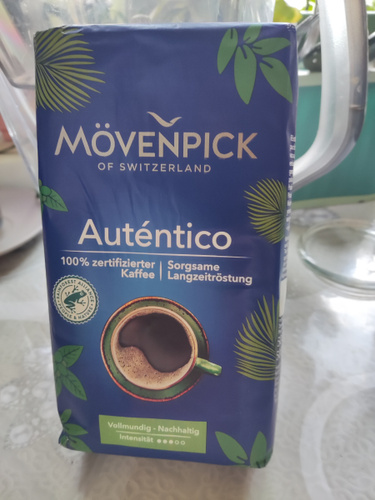 MÖVENPICK
OF SWITZERLAND
Auténtico
100% zertifizierter Kaffee
Sorgsame Langzeitröstung
Vollmundig - Nachhaltig
Intensität